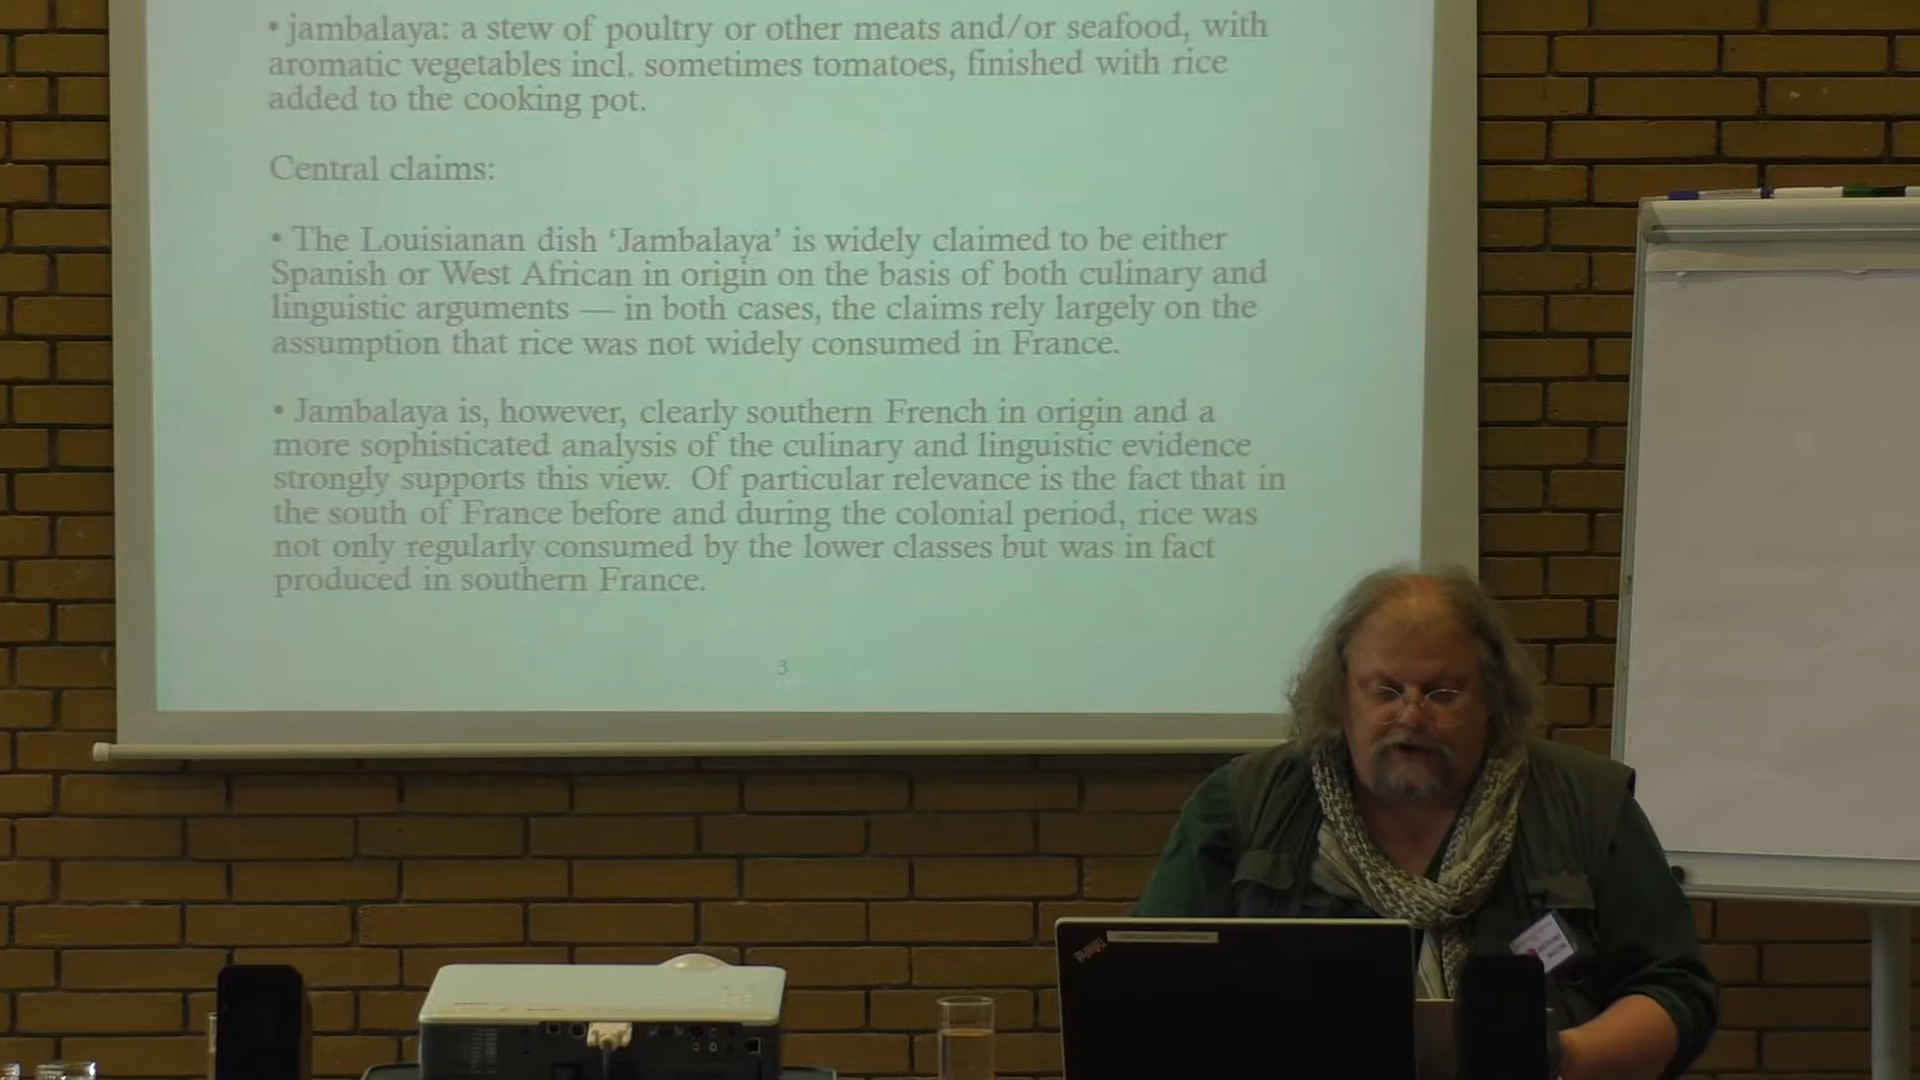 • jambalaya: a stew of poultry or other meats and/or seafood, with
aromatic vegetables incl. sometimes tomatoes, finished with rice
added to the cooking pot.
Central claims:
• The Louisianan dish ‘Jambalaya’ is widely claimed to be either
Spanish or West African in origin on the basis of both culinary and
linguistic arguments — in both cases, the claims rely largely on the
assumption that rice was not widely consumed in France.
• Jambalaya is, however, clearly southern French in origin and a
more sophisticated analysis of the culinary and linguistic evidence
strongly supports this view. Of particular relevance is the fact that in
the south of France before and during the colonial period, rice was
not only regularly consumed by the lower classes but was in fact
produced in southern France.
3
ThinkPad